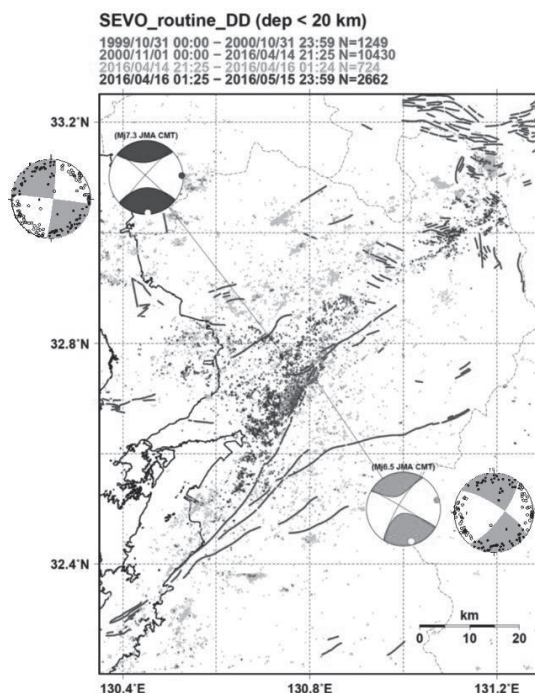 SEVO_routine_DD (dep < 20 km)
1999/10/31 00:00 − 2000/10/31 23:59 N=1249
2000/11/01 00:00 − 2016/04/14 21:25 N=10430
2016/04/14 21:25 − 2016/04/16 01:24 N=724
2016/04/16 01:25 − 2016/05/15 23:59 N=2662
33.2˚N
(Mj7.3 JMA CMT)
32.8˚N
(Mj6.5 JMA CMT)
32.4˚N
km
0 10 20
130.4˚E 130.8˚E 131.2˚E